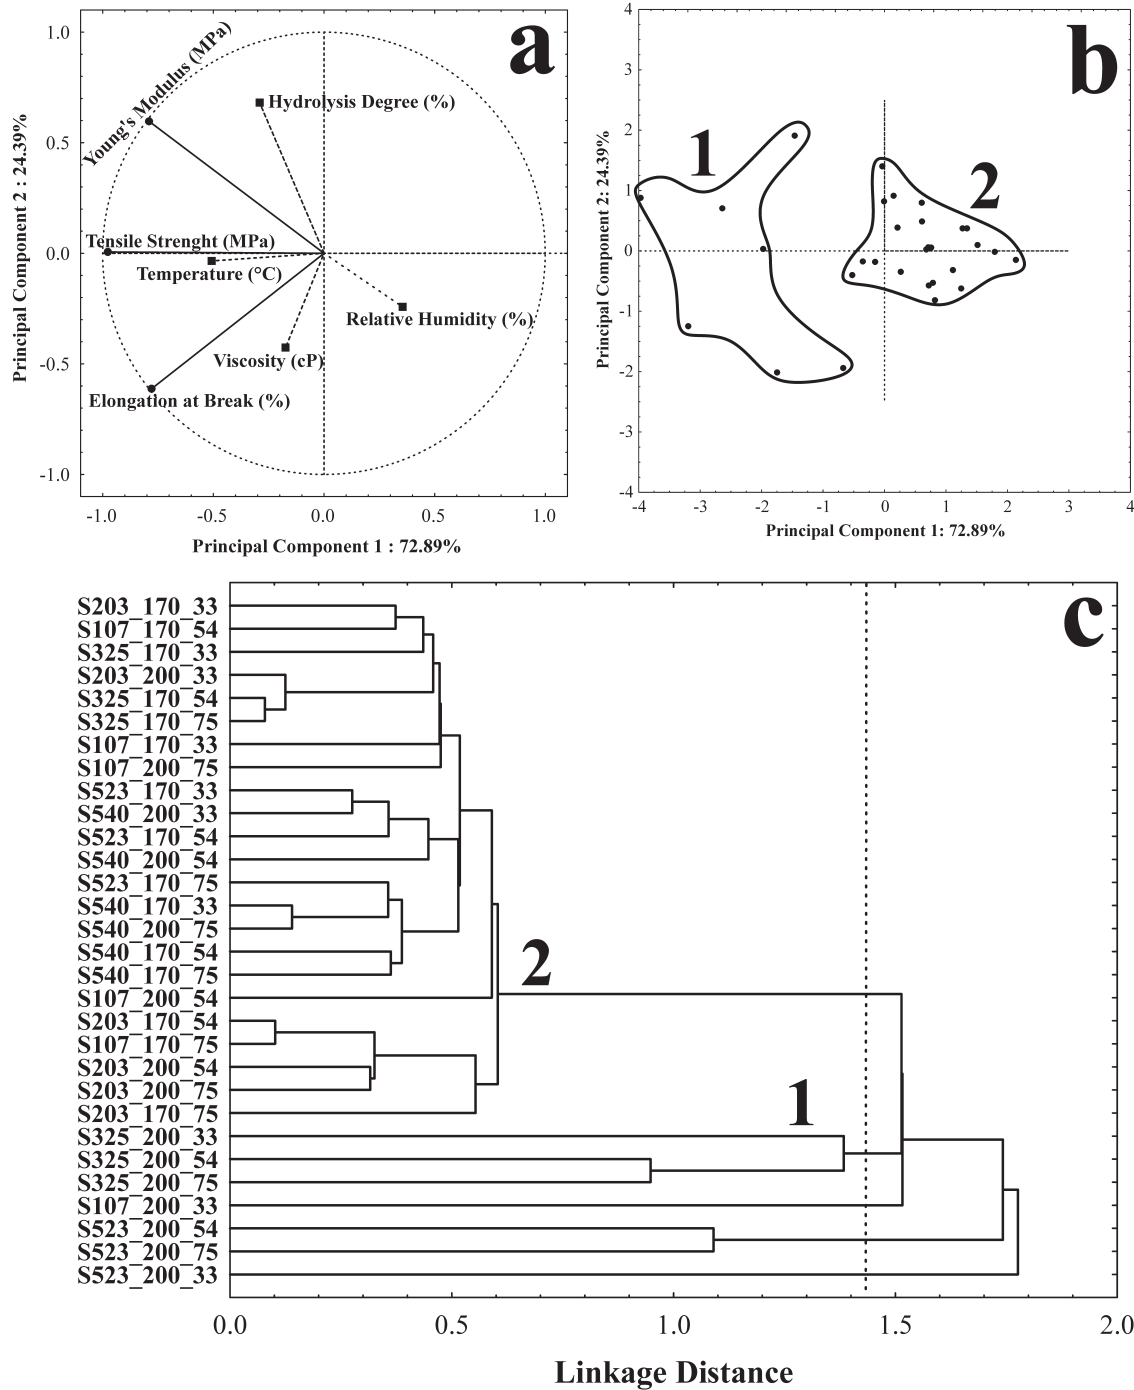 a
Principal Component 2 : 24.39%
1.0
0.5
0.0
-0.5
-1.0
Young's Modulus (MPa)
Hydrolysis Degree (%)
Tensile Strenght (MPa)
Temperature (°C)
Relative Humidity (%)
Viscosity (cP)
Elongation at Break (%)
-1.0 -0.5 0.0 0.5 1.0
Principal Component 1 : 72.89%
b
Principal Component 2: 24.39%
4
3
2
1
0
-1
-2
-3
-4
1
2
-4 -3 -2 -1 0 1 2 3 4
Principal Component 1: 72.89%
c
S203_170_33
S107_170_54
S325_170_33
S203_200_33
S325_170_54
S325_170_75
S107_170_33
S107_200_75
S523_170_33
S540_200_33
S523_170_54
S540_200_54
S523_170_75
S540_170_33
S540_200_75
S540_170_54
S540_170_75
S107_200_54
S203_170_54
S107_170_75
S203_200_54
S203_200_75
S203_170_75
S325_200_33
S325_200_54
S325_200_75
S107_200_33
S523_200_54
S523_200_75
S523_200_33
2
1
0.0 0.5 1.0 1.5 2.0
Linkage Distance